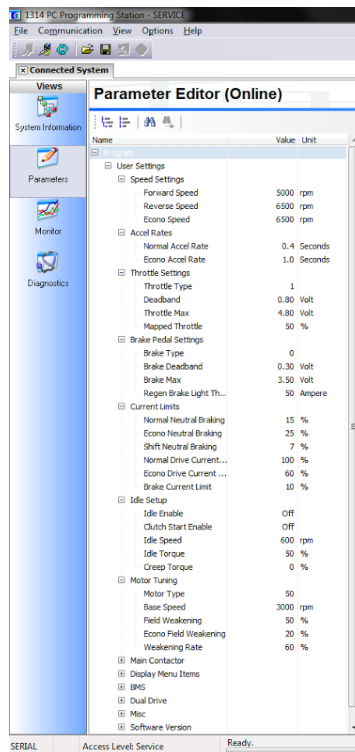 1314 PC Programming Station - SERVICE
File Communication View Options Help
Connected System
Views
System Information
Parameters
Monitor
Diagnostics
Parameter Editor (Online)
Name Value Unit
Program
User Settings
Speed Settings
Forward Speed 5000 rpm
Reverse Speed 6500 rpm
Econo Speed 6500 rpm
Accel Rates
Normal Accel Rate 0.4 Seconds
Econo Accel Rate 1.0 Seconds
Throttle Settings
Throttle Type 1
Deadband 0.80 Volt
Throttle Max 4.80 Volt
Mapped Throttle 50 %
Brake Pedal Settings
Brake Type 0
Brake Deadband 0.30 Volt
Brake Max 3.50 Volt
Regen Brake Light Th... 50 Ampere
Current Limits
Normal Neutral Braking 15 %
Econo Neutral Braking 25 %
Shift Neutral Braking 7 %
Normal Drive Current... 100 %
Econo Drive Current ... 60 %
Brake Current Limit 10 %
Idle Setup
Idle Enable Off
Clutch Start Enable Off
Idle Speed 600 rpm
Idle Torque 50 %
Creep Torque 0 %
Motor Tuning
Motor Type 50
Base Speed 3000 rpm
Field Weakening 50 %
Econo Field Weakening 20 %
Weakening Rate 60 %
Main Contactor
Display Menu Items
BMS
Dual Drive
Misc
Software Version
SERIAL Access Level: Service Ready.